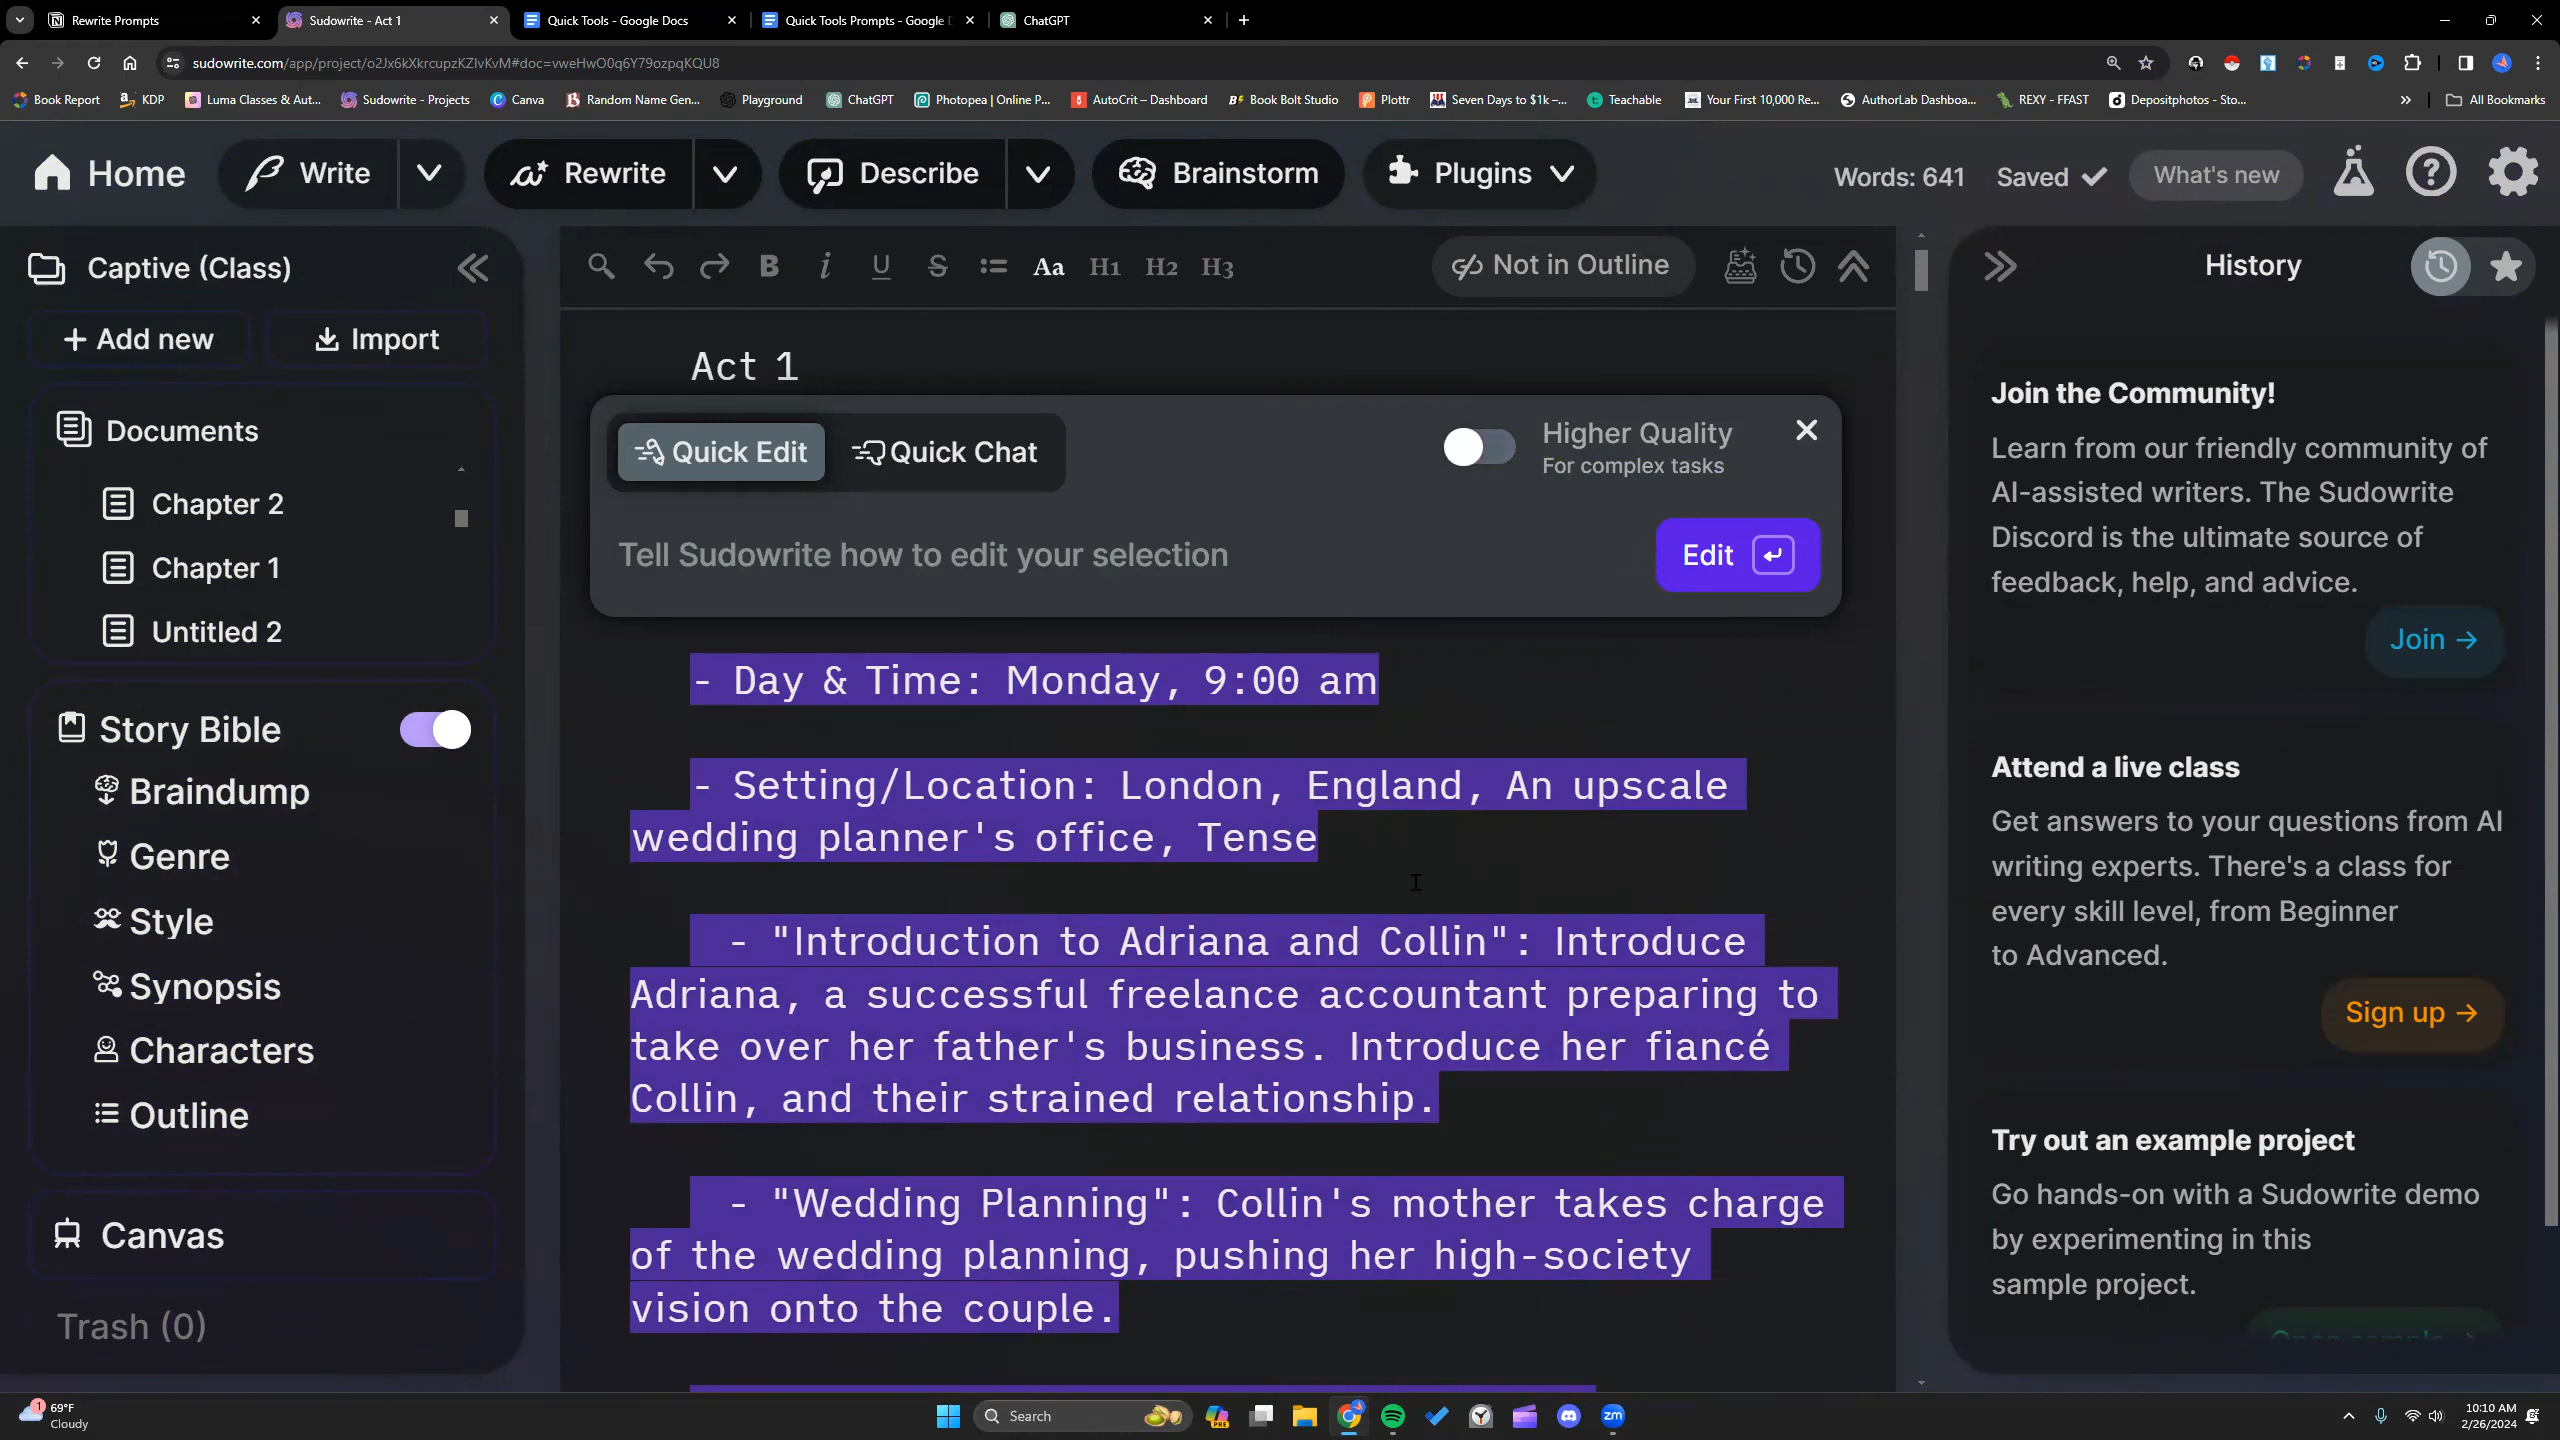 Rewrite Prompts
Sudowrite - Act 1
Quick Tools - Google Docs
Quick Tools Prompts - Google
ChatGPT
sudowrite.com/app/project/o2Jx6kXkrcupzKZIvKvM#doc=vweHwO0q6Y79ozpqKQU8
Book Report
KDP
Luma Classes & Aut...
Sudowrite - Projects
Canva
Random Name Gen...
Playground
ChatGPT
Photopea | Online P...
AutoCrit – Dashboard
Book Bolt Studio
Plottr
Seven Days to $1k –...
Teachable
Your First 10,000 Re...
AuthorLab Dashboa...
REXY - FFAST
Depositphotos - Sto...
All Bookmarks
Home
Write
Rewrite
Describe
Brainstorm
Plugins
Words: 641
Saved
What's new
Captive (Class)
+ Add new
Import
Documents
Chapter 2
Chapter 1
Untitled 2
Story Bible
Braindump
Genre
Style
Synopsis
Characters
Outline
Canvas
Trash (0)
B i U S Aa H1 H2 H3
Not in Outline
Act 1
Quick Edit
Quick Chat
Higher Quality
For complex tasks
Tell Sudowrite how to edit your selection
Edit
- Day & Time: Monday, 9:00 am
- Setting/Location: London, England, An upscale
wedding planner's office, Tense
- "Introduction to Adriana and Collin": Introduce
Adriana, a successful freelance accountant preparing to
take over her father's business. Introduce her fiancé
Collin, and their strained relationship.
- "Wedding Planning": Collin's mother takes charge
of the wedding planning, pushing her high-society
vision onto the couple.
History
Join the Community!
Learn from our friendly community of
AI-assisted writers. The Sudowrite
Discord is the ultimate source of
feedback, help, and advice.
Join →
Attend a live class
Get answers to your questions from AI
writing experts. There's a class for
every skill level, from Beginner
to Advanced.
Sign up →
Try out an example project
Go hands-on with a Sudowrite demo
by experimenting in this
sample project.
1
69°F
Cloudy
Search
PRE
zm
10:10 AM
2/26/2024